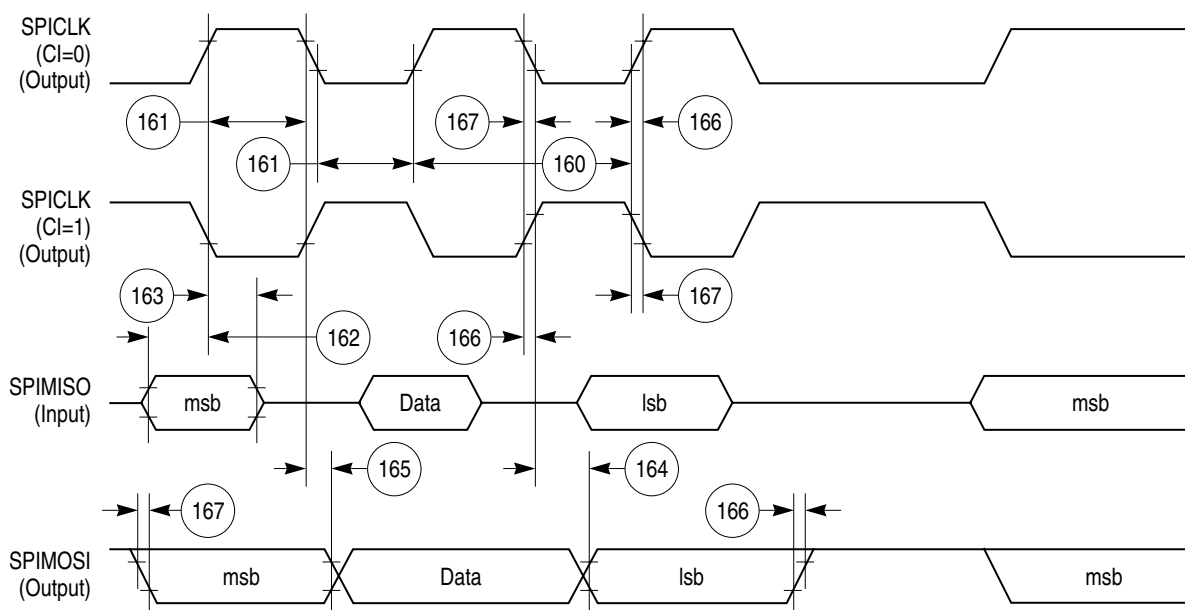 SPICLK
(CI=0)
(Output)
161
167
166
161
160
SPICLK
(CI=1)
(Output)
163
167
162
166
SPIMISO
(Input)
msb
Data
lsb
msb
165
164
167
166
SPIMOSI
(Output)
msb
Data
lsb
msb